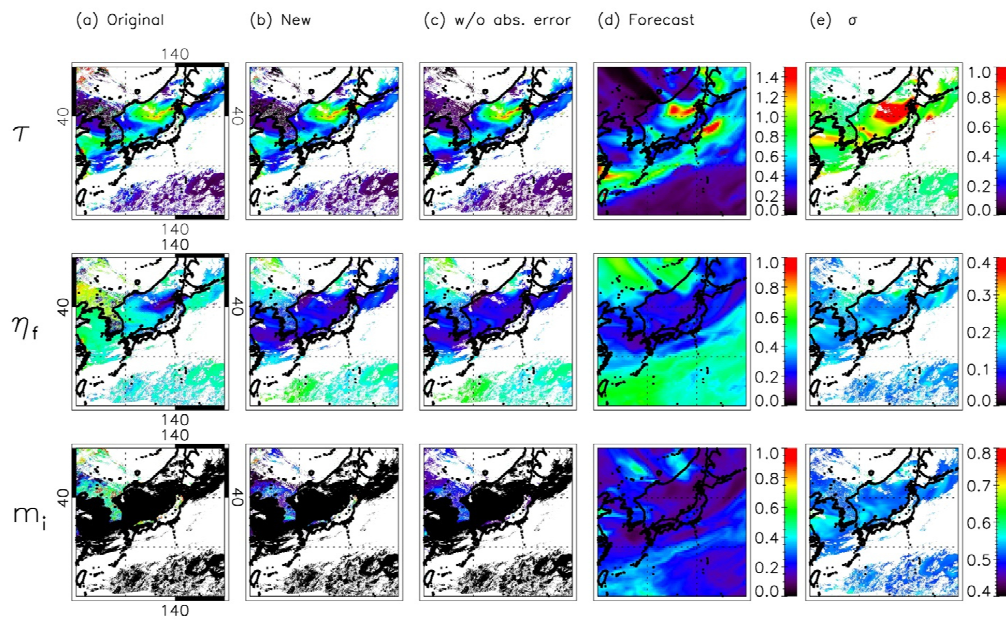 (a) Original (b) New (c) w/o abs. error (d) Forecast (e) σ
140
τ 40 40 1.4 1.2 1.0 0.8 0.6 0.4 0.2 0.0 1.0 0.8 0.6 0.4 0.2 0.0
140
140
η_f 40 40 1.0 0.8 0.6 0.4 0.2 0.0 0.4 0.3 0.2 0.1 0.0
140
140
m_i 40 40 1.0 0.8 0.6 0.4 0.2 0.0 0.8 0.7 0.6 0.5 0.4
140